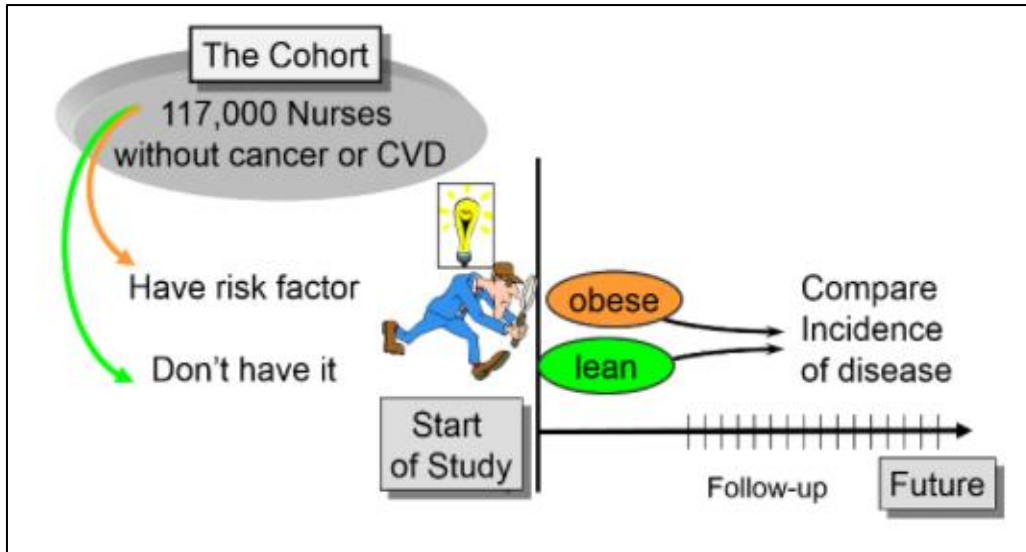 The Cohort
117,000 Nurses
without cancer or CVD
Have risk factor
Don't have it
obese
lean
Compare
Incidence
of disease
Start
of Study
Follow-up
Future